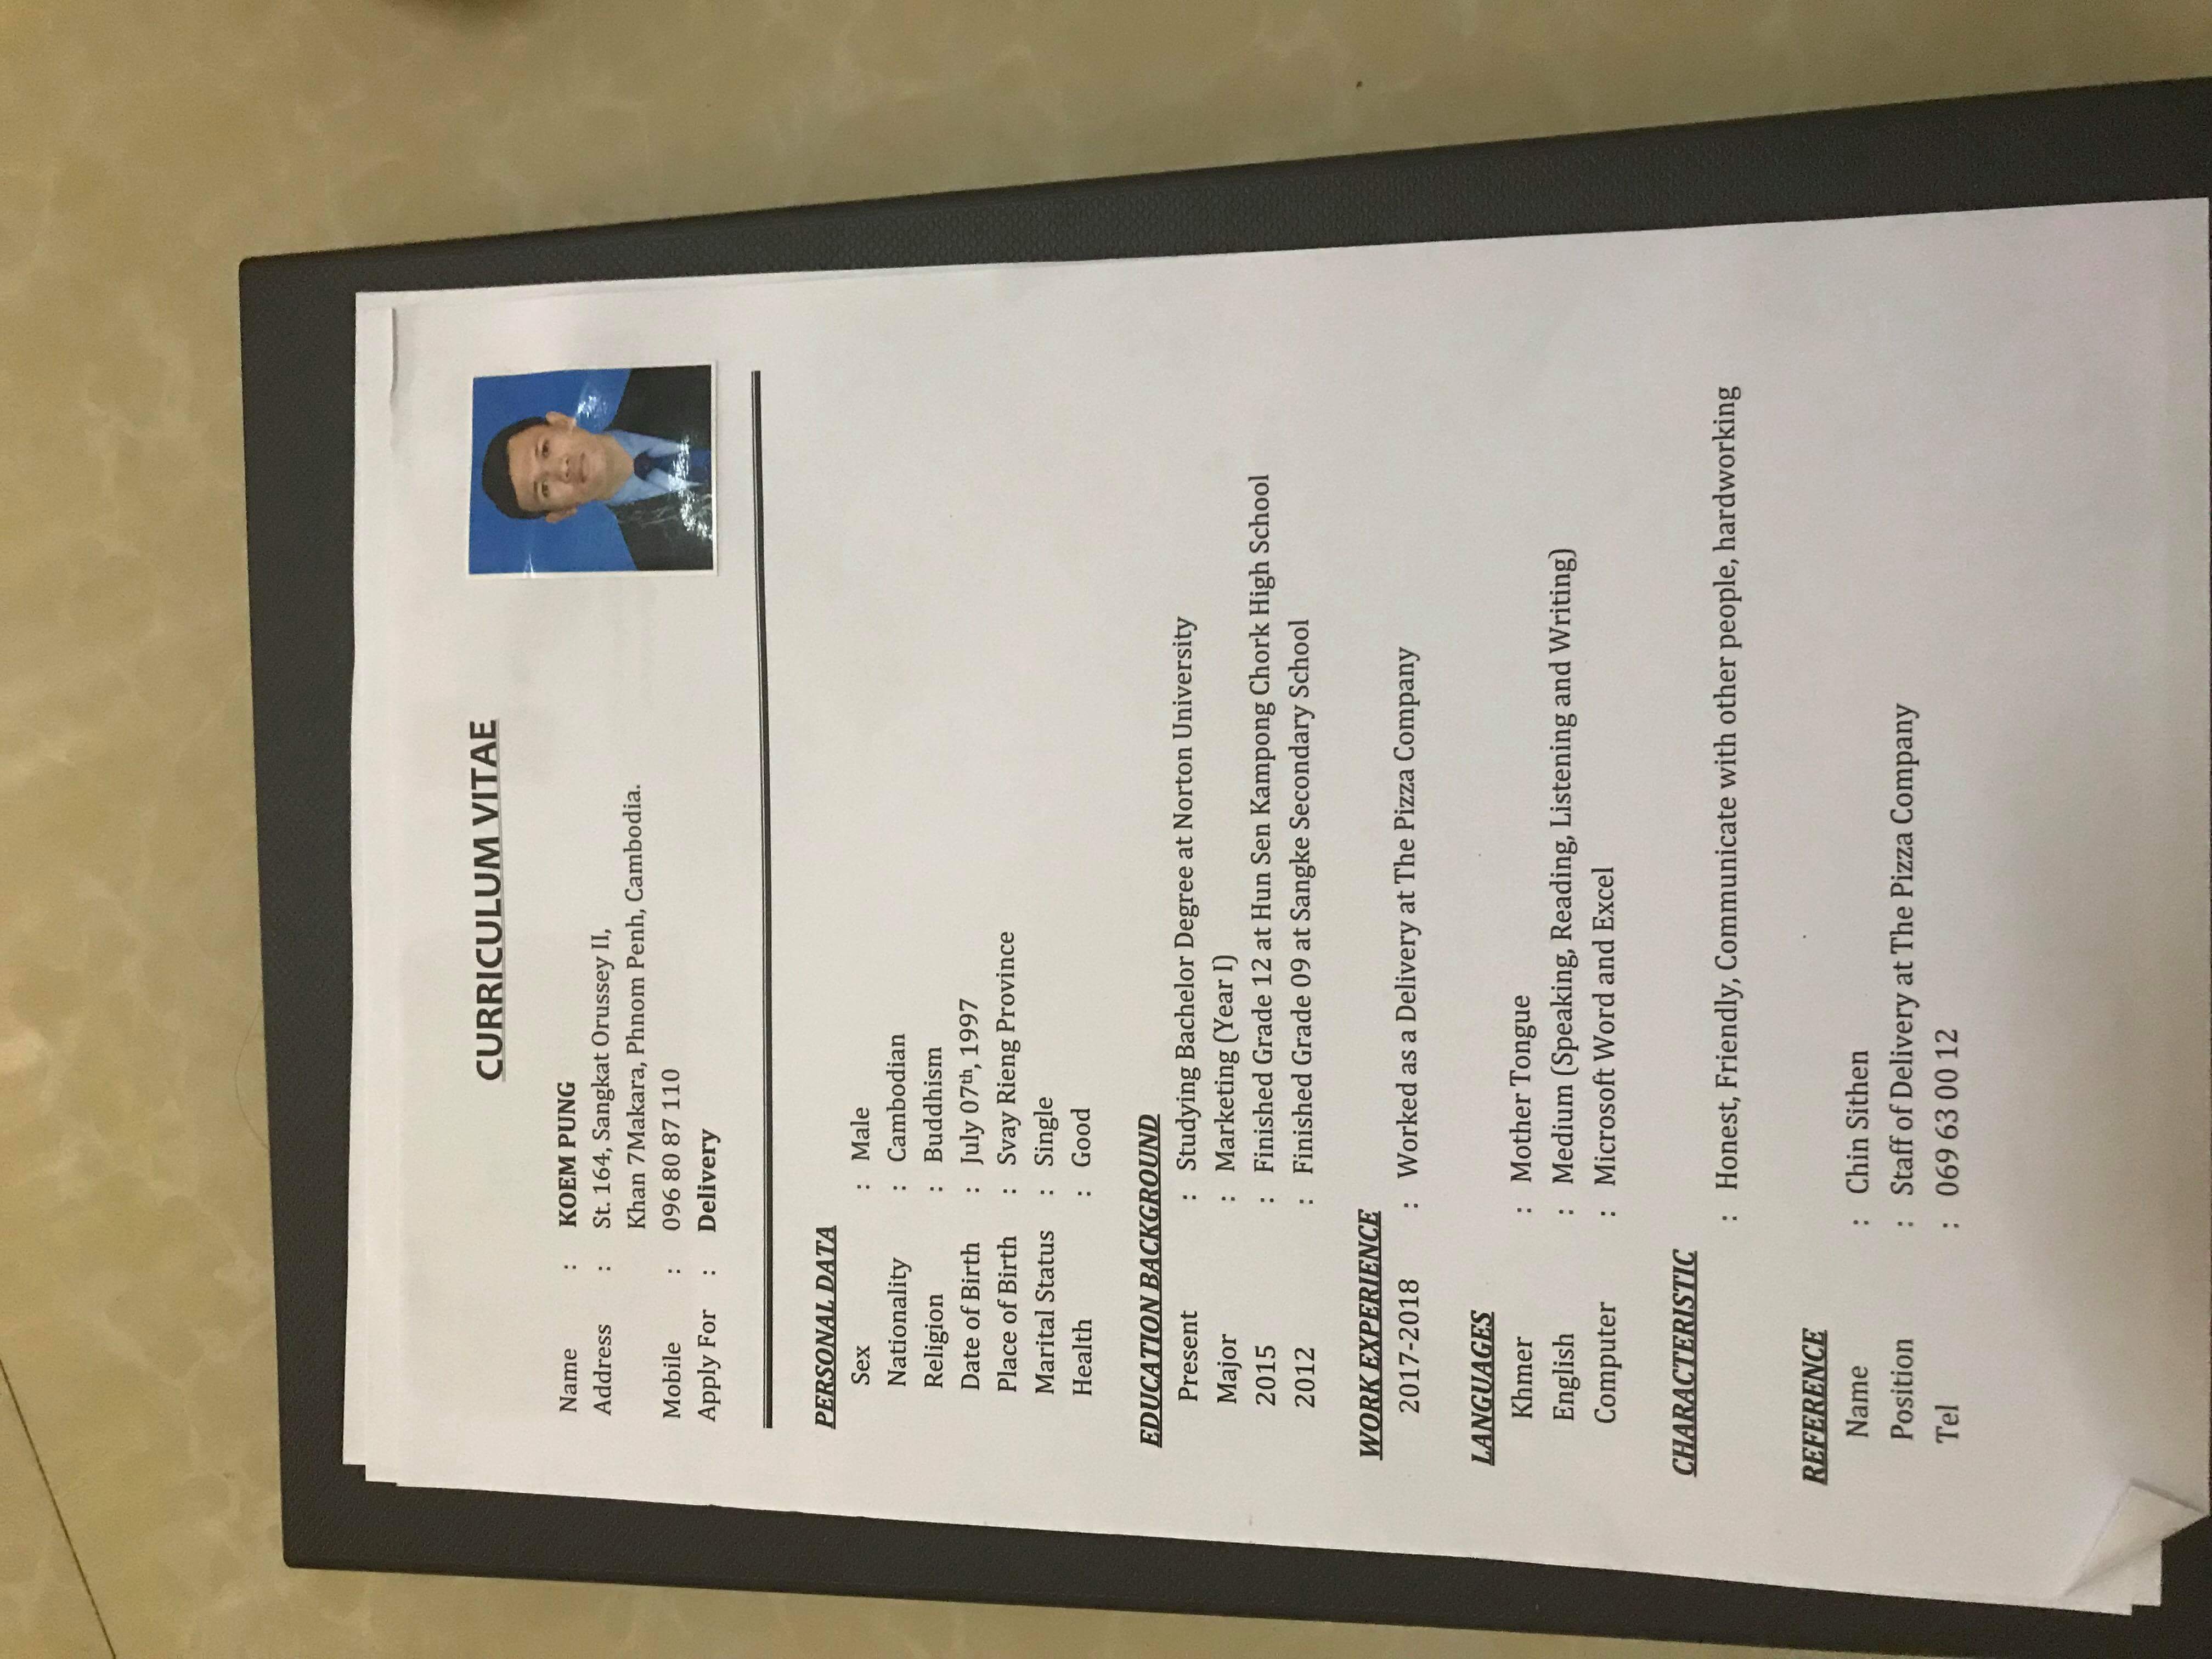 CURRICULUM VITAE
Name : KOEM PUNG
Address : St. 164, Sangkat Orussey II,
Khan 7Makara, Phnom Penh, Cambodia.
Mobile : 096 80 87 110
Apply For : Delivery
PERSONAL DATA
Sex : Male
Nationality : Cambodian
Religion : Buddhism
Date of Birth : July 07th, 1997
Place of Birth : Svay Rieng Province
Marital Status : Single
Health : Good
EDUCATION BACKGROUND
Present : Studying Bachelor Degree at Norton University
Major : Marketing (Year I)
2015 : Finished Grade 12 at Hun Sen Kampong Chork High School
2012 : Finished Grade 09 at Sangke Secondary School
WORK EXPERIENCE
2017-2018 : Worked as a Delivery at The Pizza Company
LANGUAGES
Khmer : Mother Tongue
English : Medium (Speaking, Reading, Listening and Writing)
Computer : Microsoft Word and Excel
CHARACTERISTIC
: Honest, Friendly, Communicate with other people, hardworking
REFERENCE
Name : Chin Sithen
Position : Staff of Delivery at The Pizza Company
Tel : 069 63 00 12